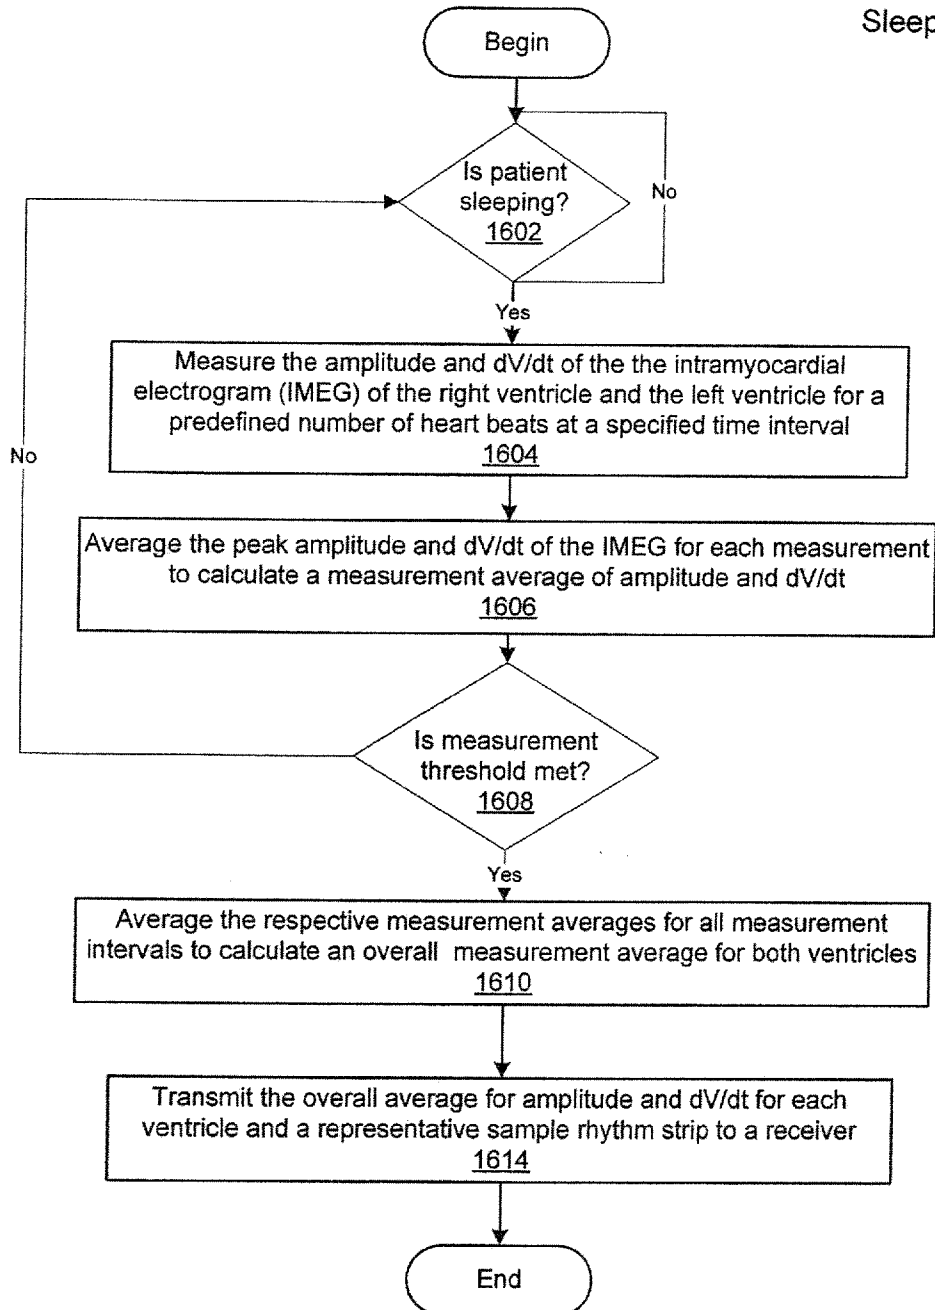 Sleep
Begin
Is patient
sleeping?
1602
No
Yes
Measure the amplitude and dV/dt of the the intramyocardial
electrogram (IMEG) of the right ventricle and the left ventricle for a
predefined number of heart beats at a specified time interval
1604
No
Average the peak amplitude and dV/dt of the IMEG for each measurement
to calculate a measurement average of amplitude and dV/dt
1606
Is measurement
threshold met?
1608
Yes
Average the respective measurement averages for all measurement
intervals to calculate an overall measurement average for both ventricles
1610
Transmit the overall average for amplitude and dV/dt for each
ventricle and a representative sample rhythm strip to a receiver
1614
End